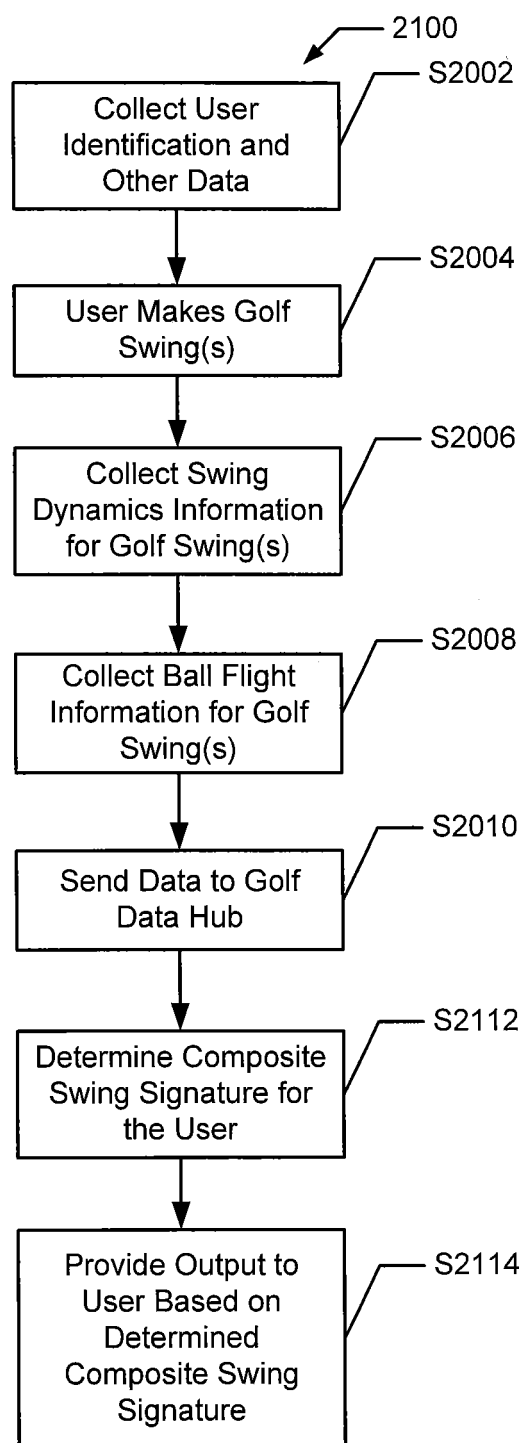 2100
S2002
Collect User
Identification and
Other Data
S2004
User Makes Golf
Swing(s)
S2006
Collect Swing
Dynamics Information
for Golf Swing(s)
S2008
Collect Ball Flight
Information for Golf
Swing(s)
S2010
Send Data to Golf
Data Hub
S2112
Determine Composite
Swing Signature for
the User
S2114
Provide Output to
User Based on
Determined
Composite Swing
Signature